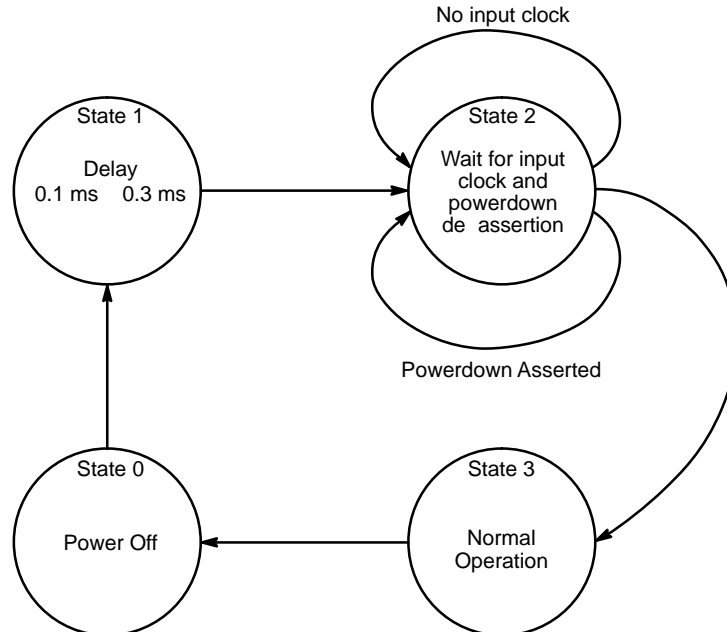 No input clock
State 1
Delay
0.1 ms 0.3 ms
State 2
Wait for input
clock and
powerdown
de assertion
Powerdown Asserted
State 0
Power Off
State 3
Normal
Operation